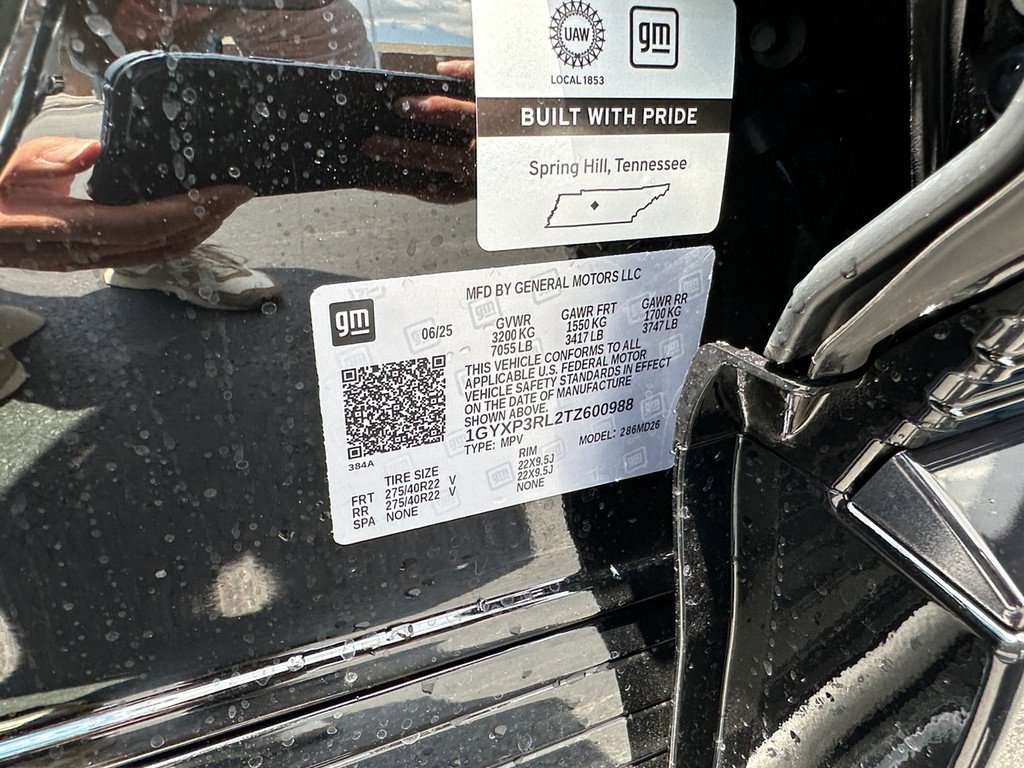 UAW
gm
LOCAL 1853
BUILT WITH PRIDE
Spring Hill, Tennessee
gm
MFD BY GENERAL MOTORS LLC
06/25
GVWR
3200 KG
7055 LB
GAWR FRT
1550 KG
3417 LB
GAWR RR
1700 KG
3747 LB
THIS VEHICLE CONFORMS TO ALL
APPLICABLE U.S. FEDERAL MOTOR
VEHICLE SAFETY STANDARDS IN EFFECT
ON THE DATE OF MANUFACTURE
SHOWN ABOVE.
1GYXP3RL2TZ600988
TYPE: MPV MODEL: 286MD26
384A
TIRE SIZE RIM
FRT 275/40R22 V 22X9.5J
RR 275/40R22 V 22X9.5J
SPA NONE NONE